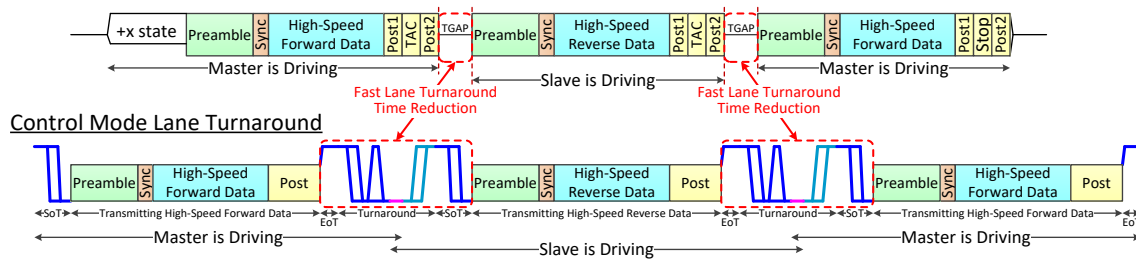 +x state
Preamble
Sync
High-Speed
Forward Data
Post1
TAC
Post2
TGAP
Preamble
Sync
High-Speed
Reverse Data
Post1
TAC
Post2
TGAP
Preamble
Sync
High-Speed
Forward Data
Post1
Stop
Post2
Master is Driving
Slave is Driving
Master is Driving
Fast Lane Turnaround
Time Reduction
Fast Lane Turnaround
Time Reduction
Control Mode Lane Turnaround
Preamble
Sync
High-Speed
Forward Data
Post
Preamble
Sync
High-Speed
Reverse Data
Post
Preamble
Sync
High-Speed
Forward Data
Post
SoT
Transmitting High-Speed Forward Data
EoT
Turnaround
SoT
Transmitting High-Speed Reverse Data
EoT
Turnaround
SoT
Transmitting High-Speed Forward Data
EoT
Master is Driving
Slave is Driving
Master is Driving